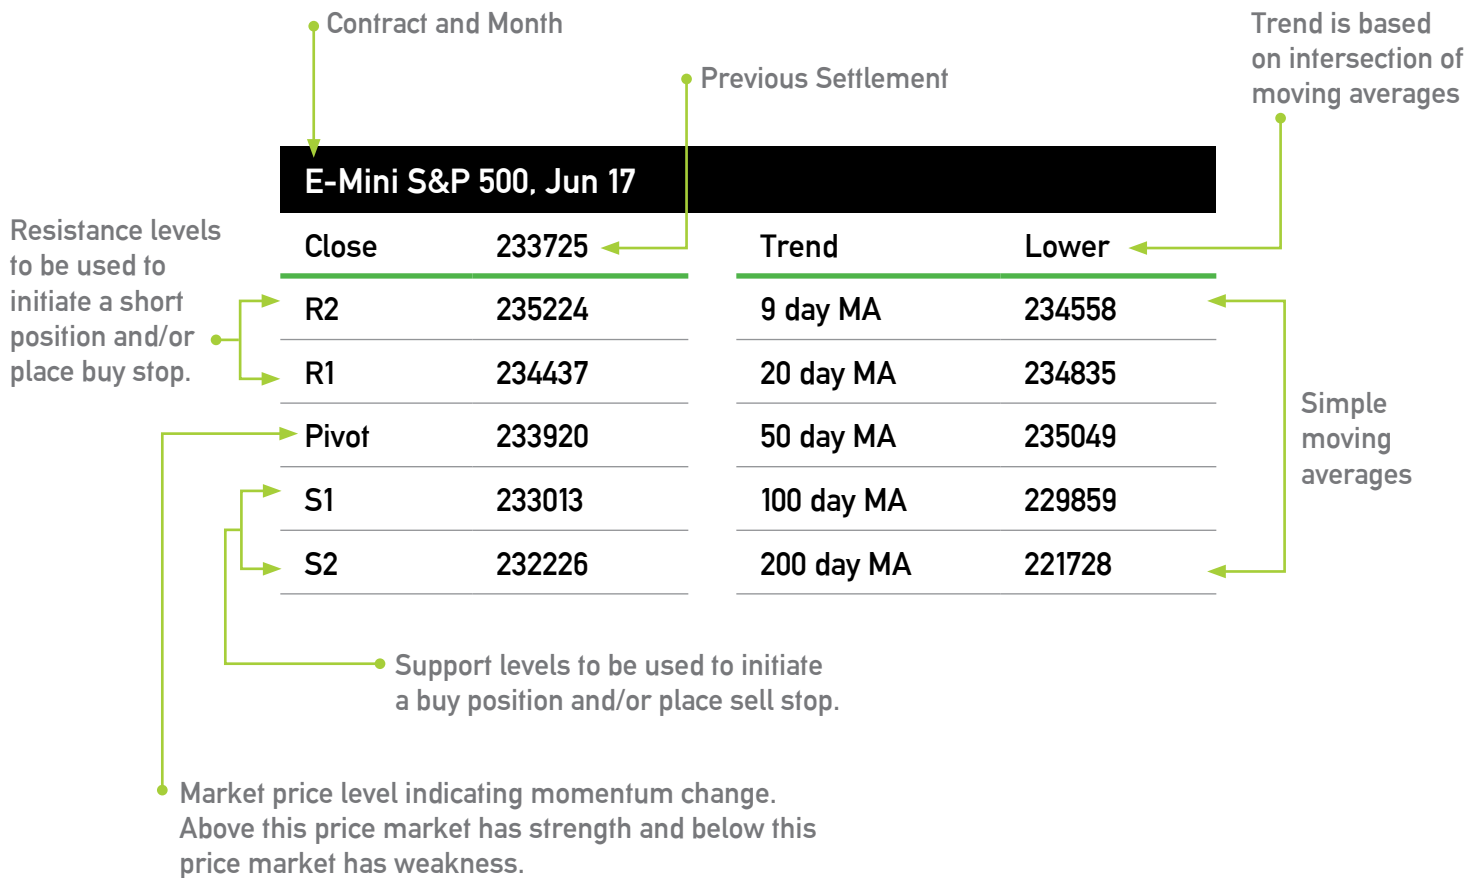 Contract and Month
Trend is based
on intersection of
moving averages
Previous Settlement
E-Mini S&P 500, Jun 17
Resistance levels
to be used to
initiate a short
position and/or
place buy stop.
Close 233725 Trend Lower
R2 235224 9 day MA 234558
R1 234437 20 day MA 234835
Pivot 233920 50 day MA 235049
S1 233013 100 day MA 229859
S2 232226 200 day MA 221728
Simple
moving
averages
Support levels to be used to initiate
a buy position and/or place sell stop.
Market price level indicating momentum change.
Above this price market has strength and below this
price market has weakness.